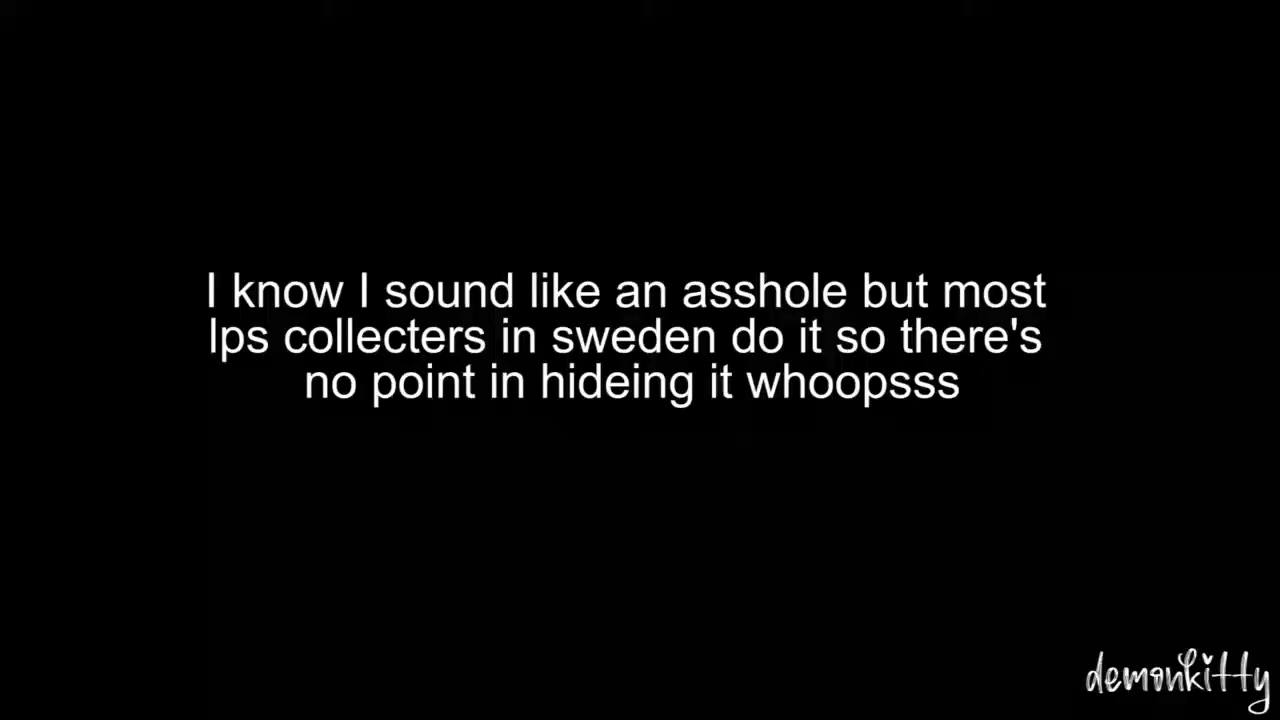 I know I sound like an asshole but most
lps collecters in sweden do it so there's
no point in hideing it whoopsss
demonkitty